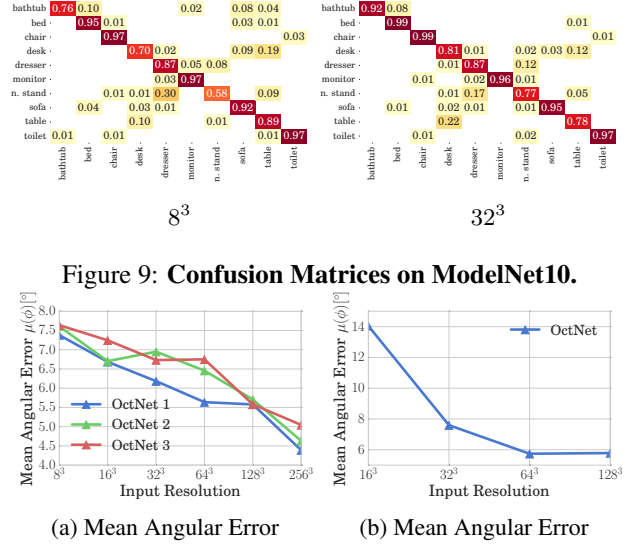 bathtub 0.76 0.10 0.02 0.08 0.04
bed 0.95 0.01 0.03 0.01
chair 0.97 0.01 0.03
desk 0.70 0.02 0.09 0.19
dresser 0.87 0.05 0.08
monitor 0.03 0.97
n. stand 0.01 0.01 0.30 0.58 0.09
sofa 0.04 0.03 0.01 0.92
table 0.10 0.01 0.89
toilet 0.01 0.01 0.01 0.97
bathtub bed chair desk dresser monitor n. stand sofa table toilet
8³
bathtub 0.92 0.08
bed 0.99 0.01
chair 0.99 0.01
desk 0.81 0.01 0.02 0.03 0.12
dresser 0.01 0.87 0.12
monitor 0.01 0.02 0.96 0.01
n. stand 0.01 0.17 0.77 0.05
sofa 0.01 0.02 0.01 0.01 0.95
table 0.22 0.78
toilet 0.01 0.02 0.97
bathtub bed chair desk dresser monitor n. stand sofa table toilet
32³
Figure 9: Confusion Matrices on ModelNet10.
Mean Angular Error μ(ϕ)[°]
8.0
7.5
7.0
6.5
6.0
5.5
5.0
4.5
4.0
OctNet 1
OctNet 2
OctNet 3
8³ 16³ 32³ 64³ 128³ 256³
Input Resolution
(a) Mean Angular Error
Mean Angular Error μ(ϕ)[°]
14
12
10
8
6
OctNet
16³ 32³ 64³ 128³
Input Resolution
(b) Mean Angular Error